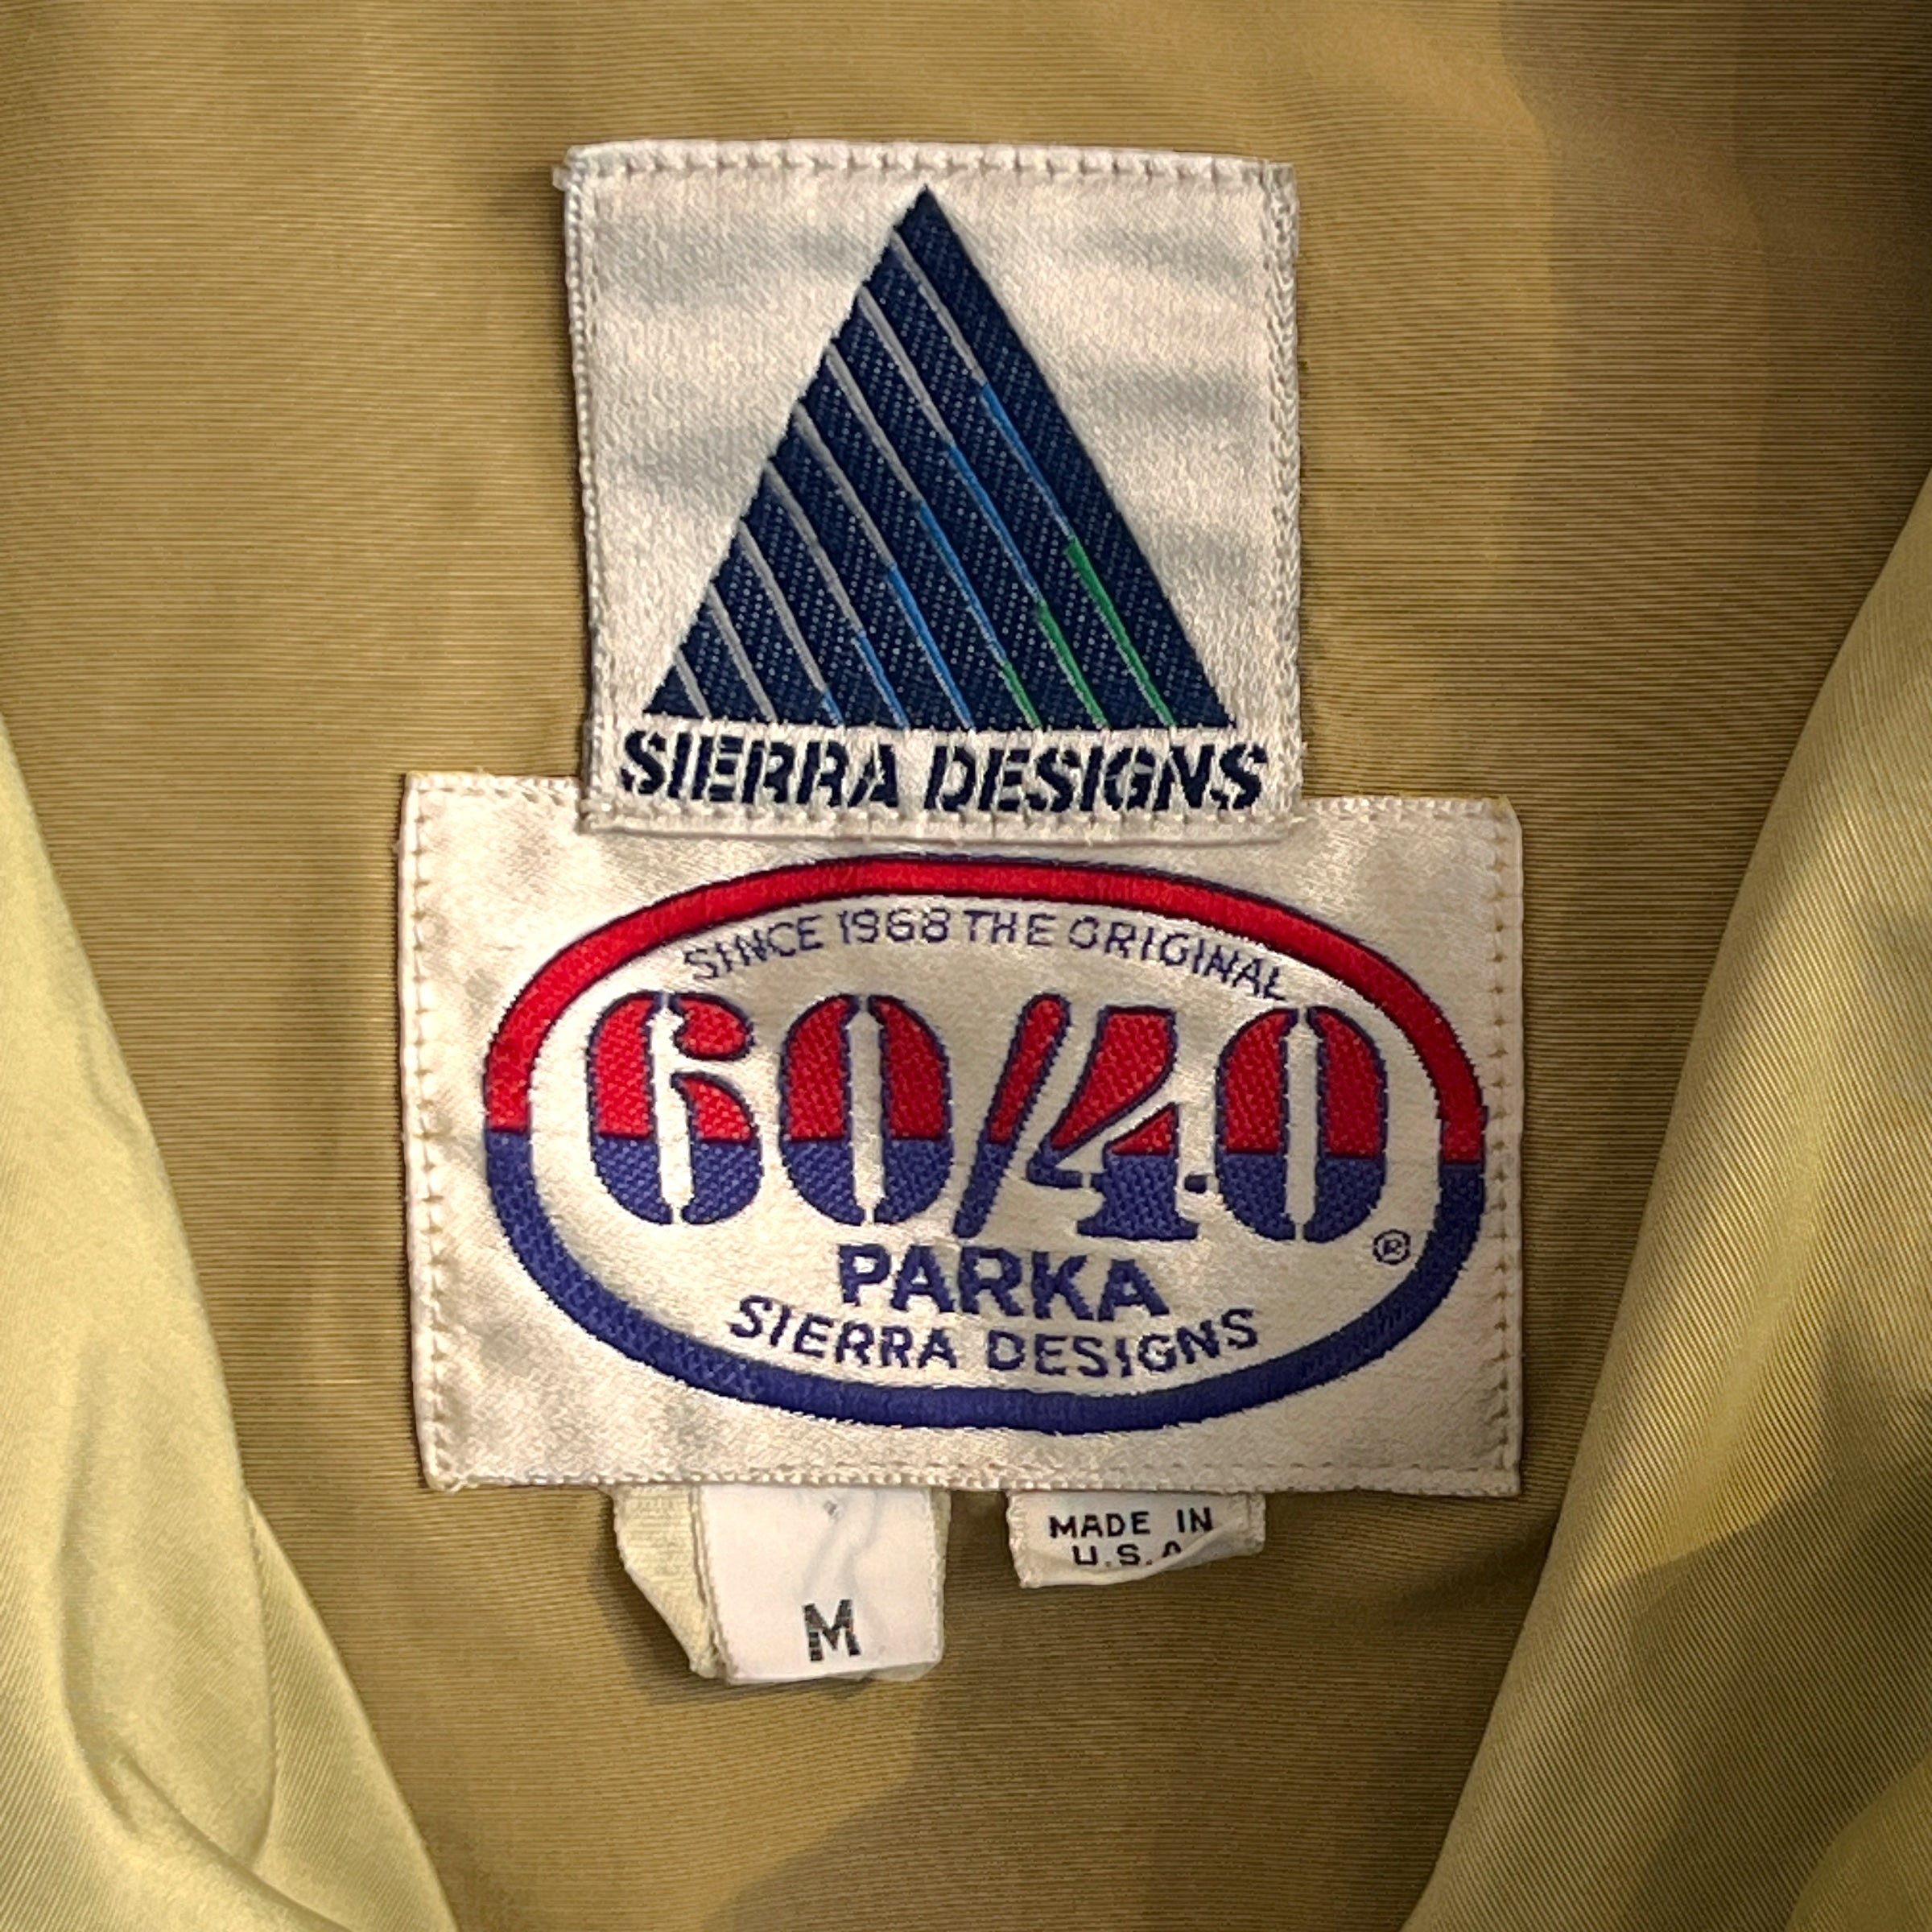 SIERRA DESIGNS
SINCE 1968 THE ORIGINAL
60/40
®
PARKA
SIERRA DESIGNS
M
MADE IN
U.S.A